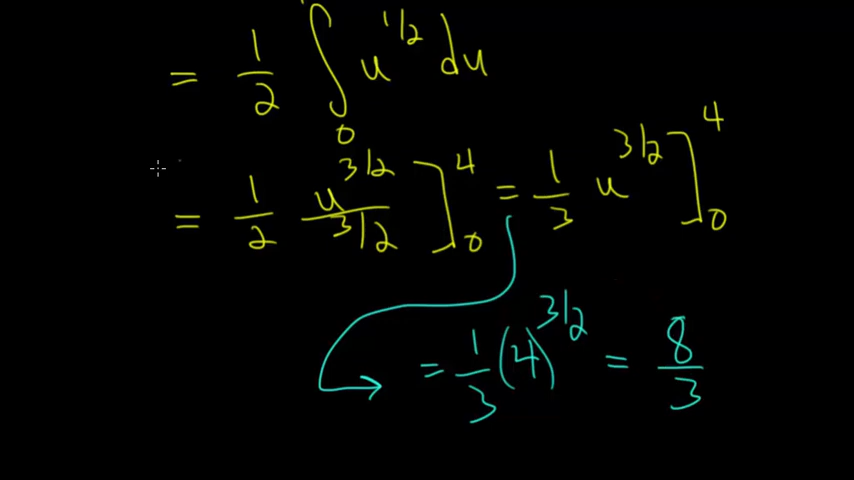 = 1/2 ∫₀ u^1/2 du
= 1/2 u^3/2 / 3/2 ]₀⁴ = 1/3 u^3/2 ]₀⁴
= 1/3 (4)^3/2 = 8/3